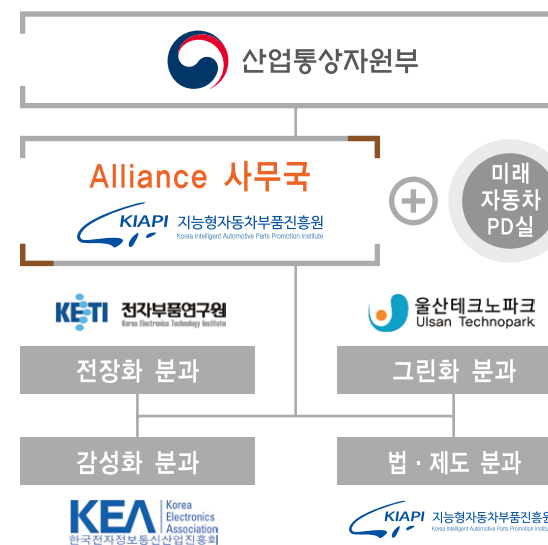 산업통상자원부
Alliance 사무국
KIAPI 지능형자동차부품진흥원
Korea Intelligent Automotive Parts Promotion Institute
미래
자동차
PD실
KETI 전자부품연구원
Korea Electronics Technology Institute
울산테크노파크
Ulsan Technopark
전장화 분과
그린화 분과
감성화 분과
법·제도 분과
KEA Korea
Electronics
Association
한국전자정보통신산업진흥회
KIAPI 지능형자동차부품진흥원
Korea Intelligent Automotive Parts Promotion